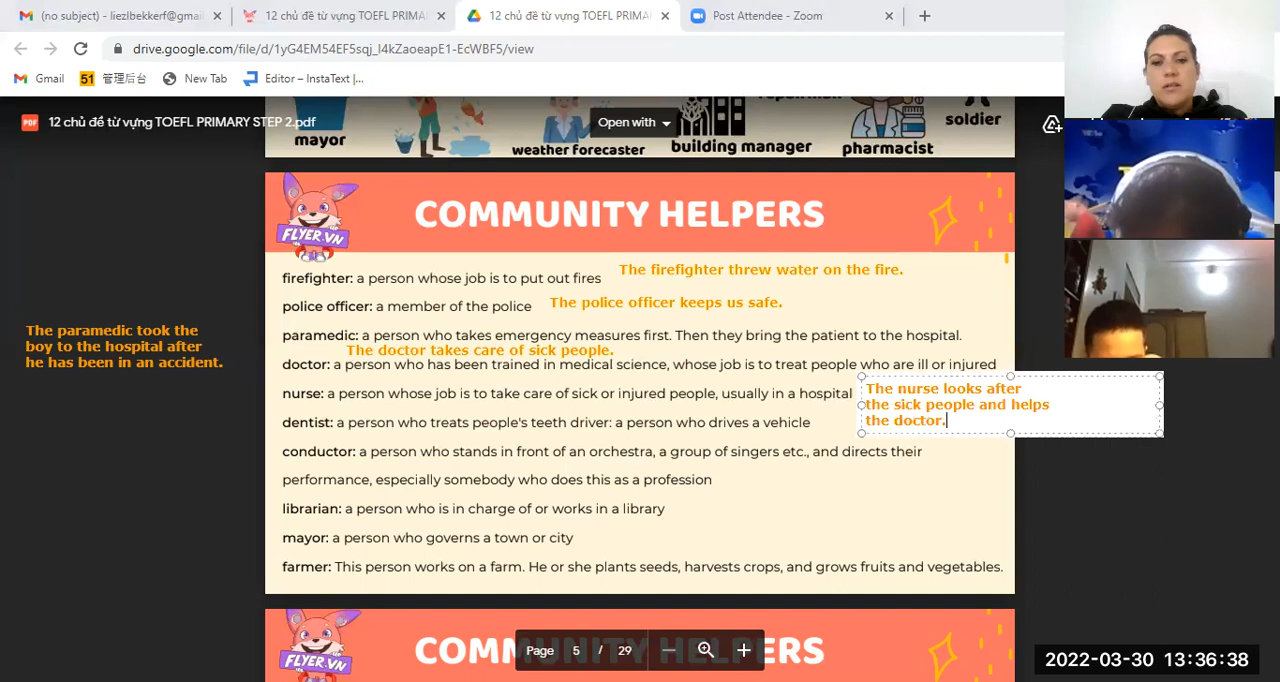 (no subject) - liezlbekkerf@gmai
12 chủ đề từ vựng TOEFL PRIMA
12 chủ đề từ vựng TOEFL PRIMA
Post Attendee - Zoom
drive.google.com/file/d/1yG4EM54EF5sqj_l4kZaoeapE1-EcWBF5/view
Gmail
51 管理后台
New Tab
Editor – InstaText |...
PDF 12 chủ đề từ vựng TOEFL PRIMARY STEP 2.pdf
Open with
mayor
weather forecaster
building manager
pharmacist
soldier
FLYER.VN
COMMUNITY HELPERS
firefighter: a person whose job is to put out fires
The firefighter threw water on the fire.
police officer: a member of the police
The police officer keeps us safe.
paramedic: a person who takes emergency measures first. Then they bring the patient to the hospital.
The paramedic took the
boy to the hospital after
he has been in an accident.
The doctor takes care of sick people.
doctor: a person who has been trained in medical science, whose job is to treat people who are ill or injured
nurse: a person whose job is to take care of sick or injured people, usually in a hospital
The nurse looks after
the sick people and helps
the doctor.
dentist: a person who treats people's teeth driver: a person who drives a vehicle
conductor: a person who stands in front of an orchestra, a group of singers etc., and directs their
performance, especially somebody who does this as a profession
librarian: a person who is in charge of or works in a library
mayor: a person who governs a town or city
farmer: This person works on a farm. He or she plants seeds, harvests crops, and grows fruits and vegetables.
FLYER.VN
COMMUNITY HELPERS
Page 5 / 29
2022-03-30 13:36:38